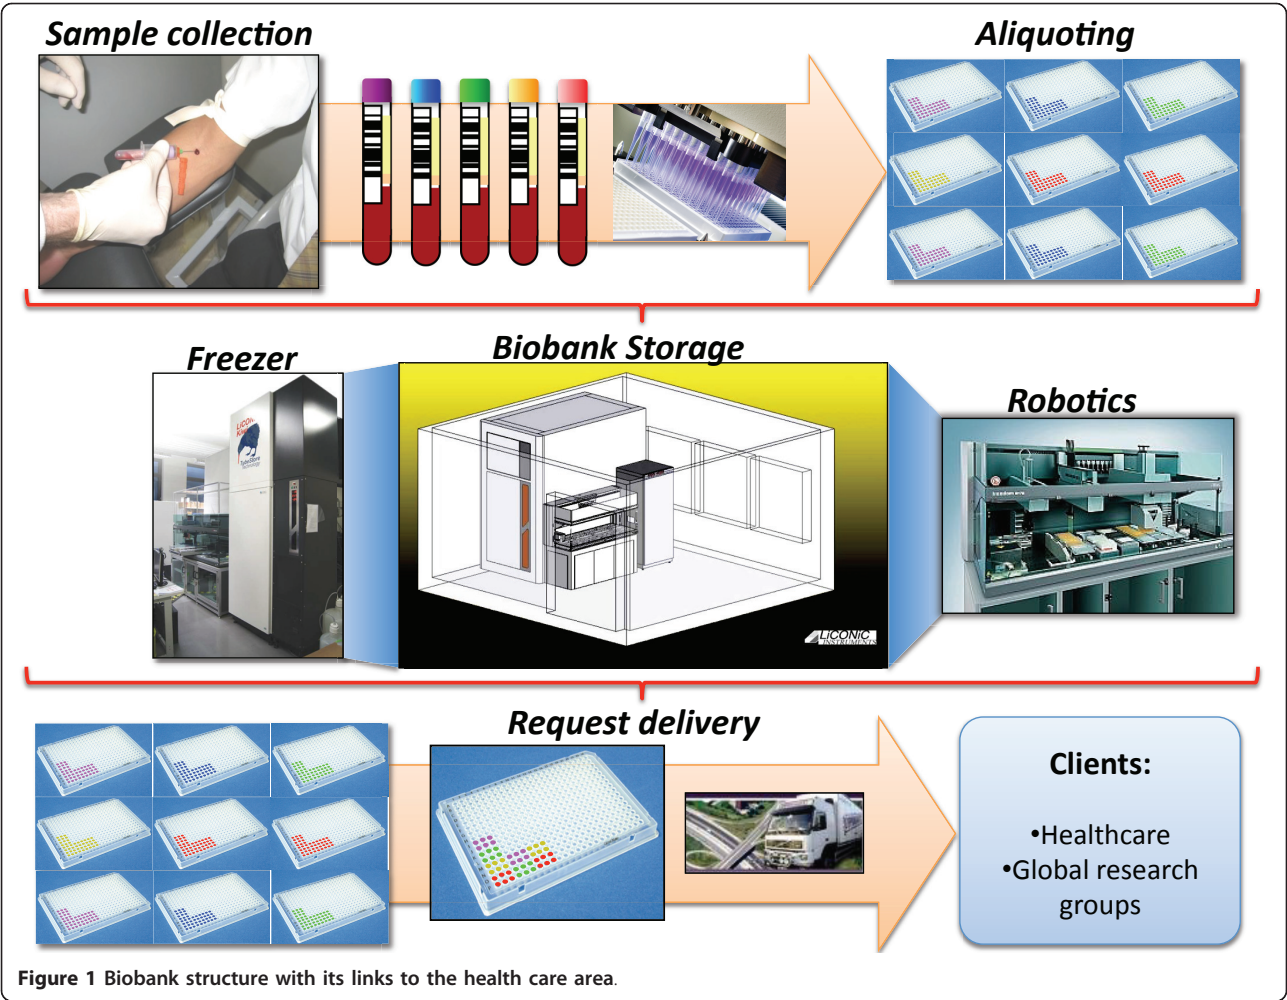 Sample collection
Aliquoting
Freezer
Biobank Storage
Robotics
LiCONiC
INSTRUMENTS
Request delivery
Clients:
•Healthcare
•Global research
groups
Figure 1 Biobank structure with its links to the health care area.